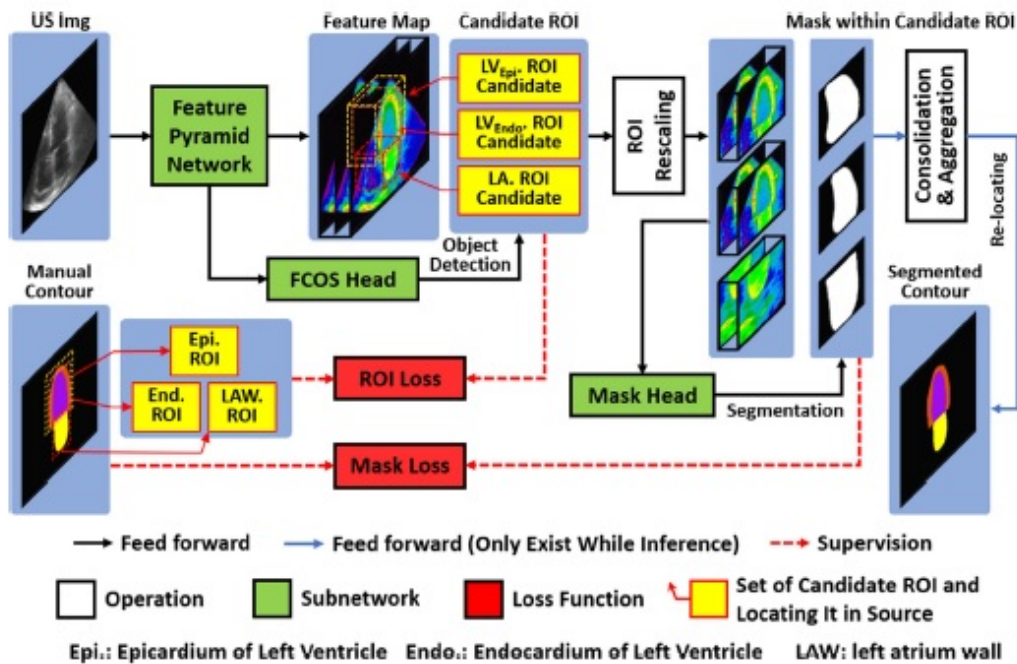 US Img
Feature Map
Candidate ROI
Mask within Candidate ROI
Feature
Pyramid
Network
LVEpi. ROI
Candidate
LVEndo. ROI
Candidate
LA. ROI
Candidate
ROI
Rescaling
Consolidation
& Aggregation
Re-locating
Object
Detection
FCOS Head
Manual
Contour
Segmented
Contour
Epi.
ROI
End.
ROI
LAW.
ROI
ROI Loss
Mask Head
Segmentation
Mask Loss
Feed forward
Feed forward (Only Exist While Inference)
Supervision
Operation
Subnetwork
Loss Function
Set of Candidate ROI and
Locating It in Source
Epi.: Epicardium of Left Ventricle Endo.: Endocardium of Left Ventricle LAW: left atrium wall